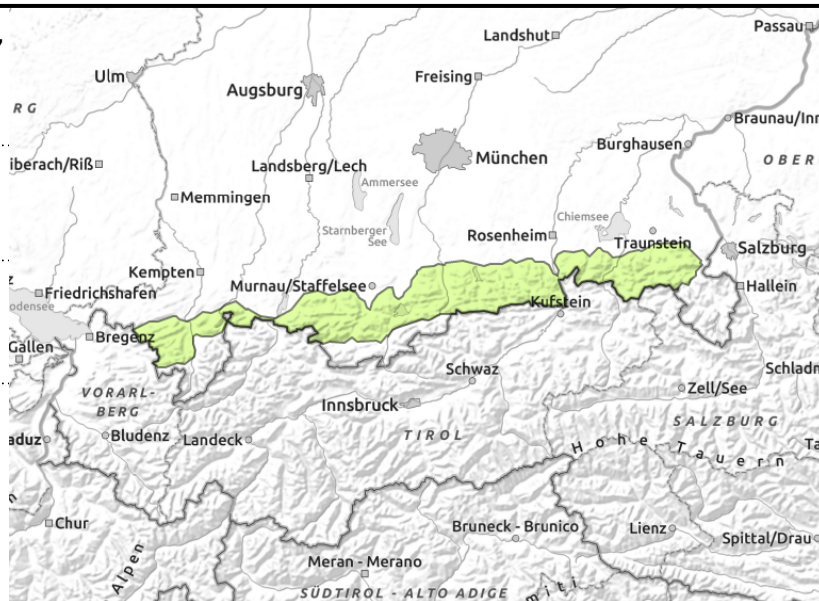 Passau
Landshut
Ulm
Freising
Augsburg
RG
Braunau/Inn
Burghausen
iberach/Riß
Landsberg/Lech
München
OBER
Ammersee
Memmingen
Chiemsee
Starnberger
See
Rosenheim
Traunstein
Salzburg
Kempten
Murnau/Staffelsee
Hallein
Friedrichshafen
odensee
Kufstein
Bregenz
Gallen
Schwaz
Schladm
VORARL-
BERG
Zell/See
Innsbruck
SALZBURG
TIROL
aduz
Bludenz
Landeck
Hohe Tauern
Ta
Chur
Bruneck - Brunico
Lienz
Spittal/Drau
Alpen
Meran - Merano
SÜDTIROL - ALTO ADIGE
miti